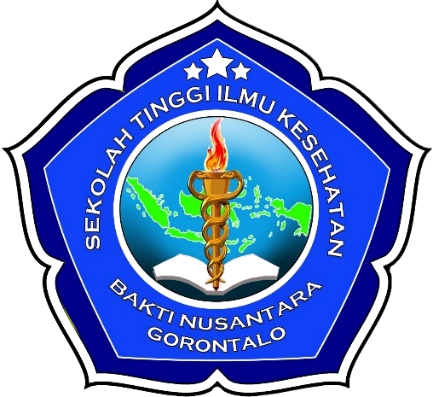 SEKOLAH TINGGI ILMU KESEHATAN
BAKTI NUSANTARA
GORONTALO